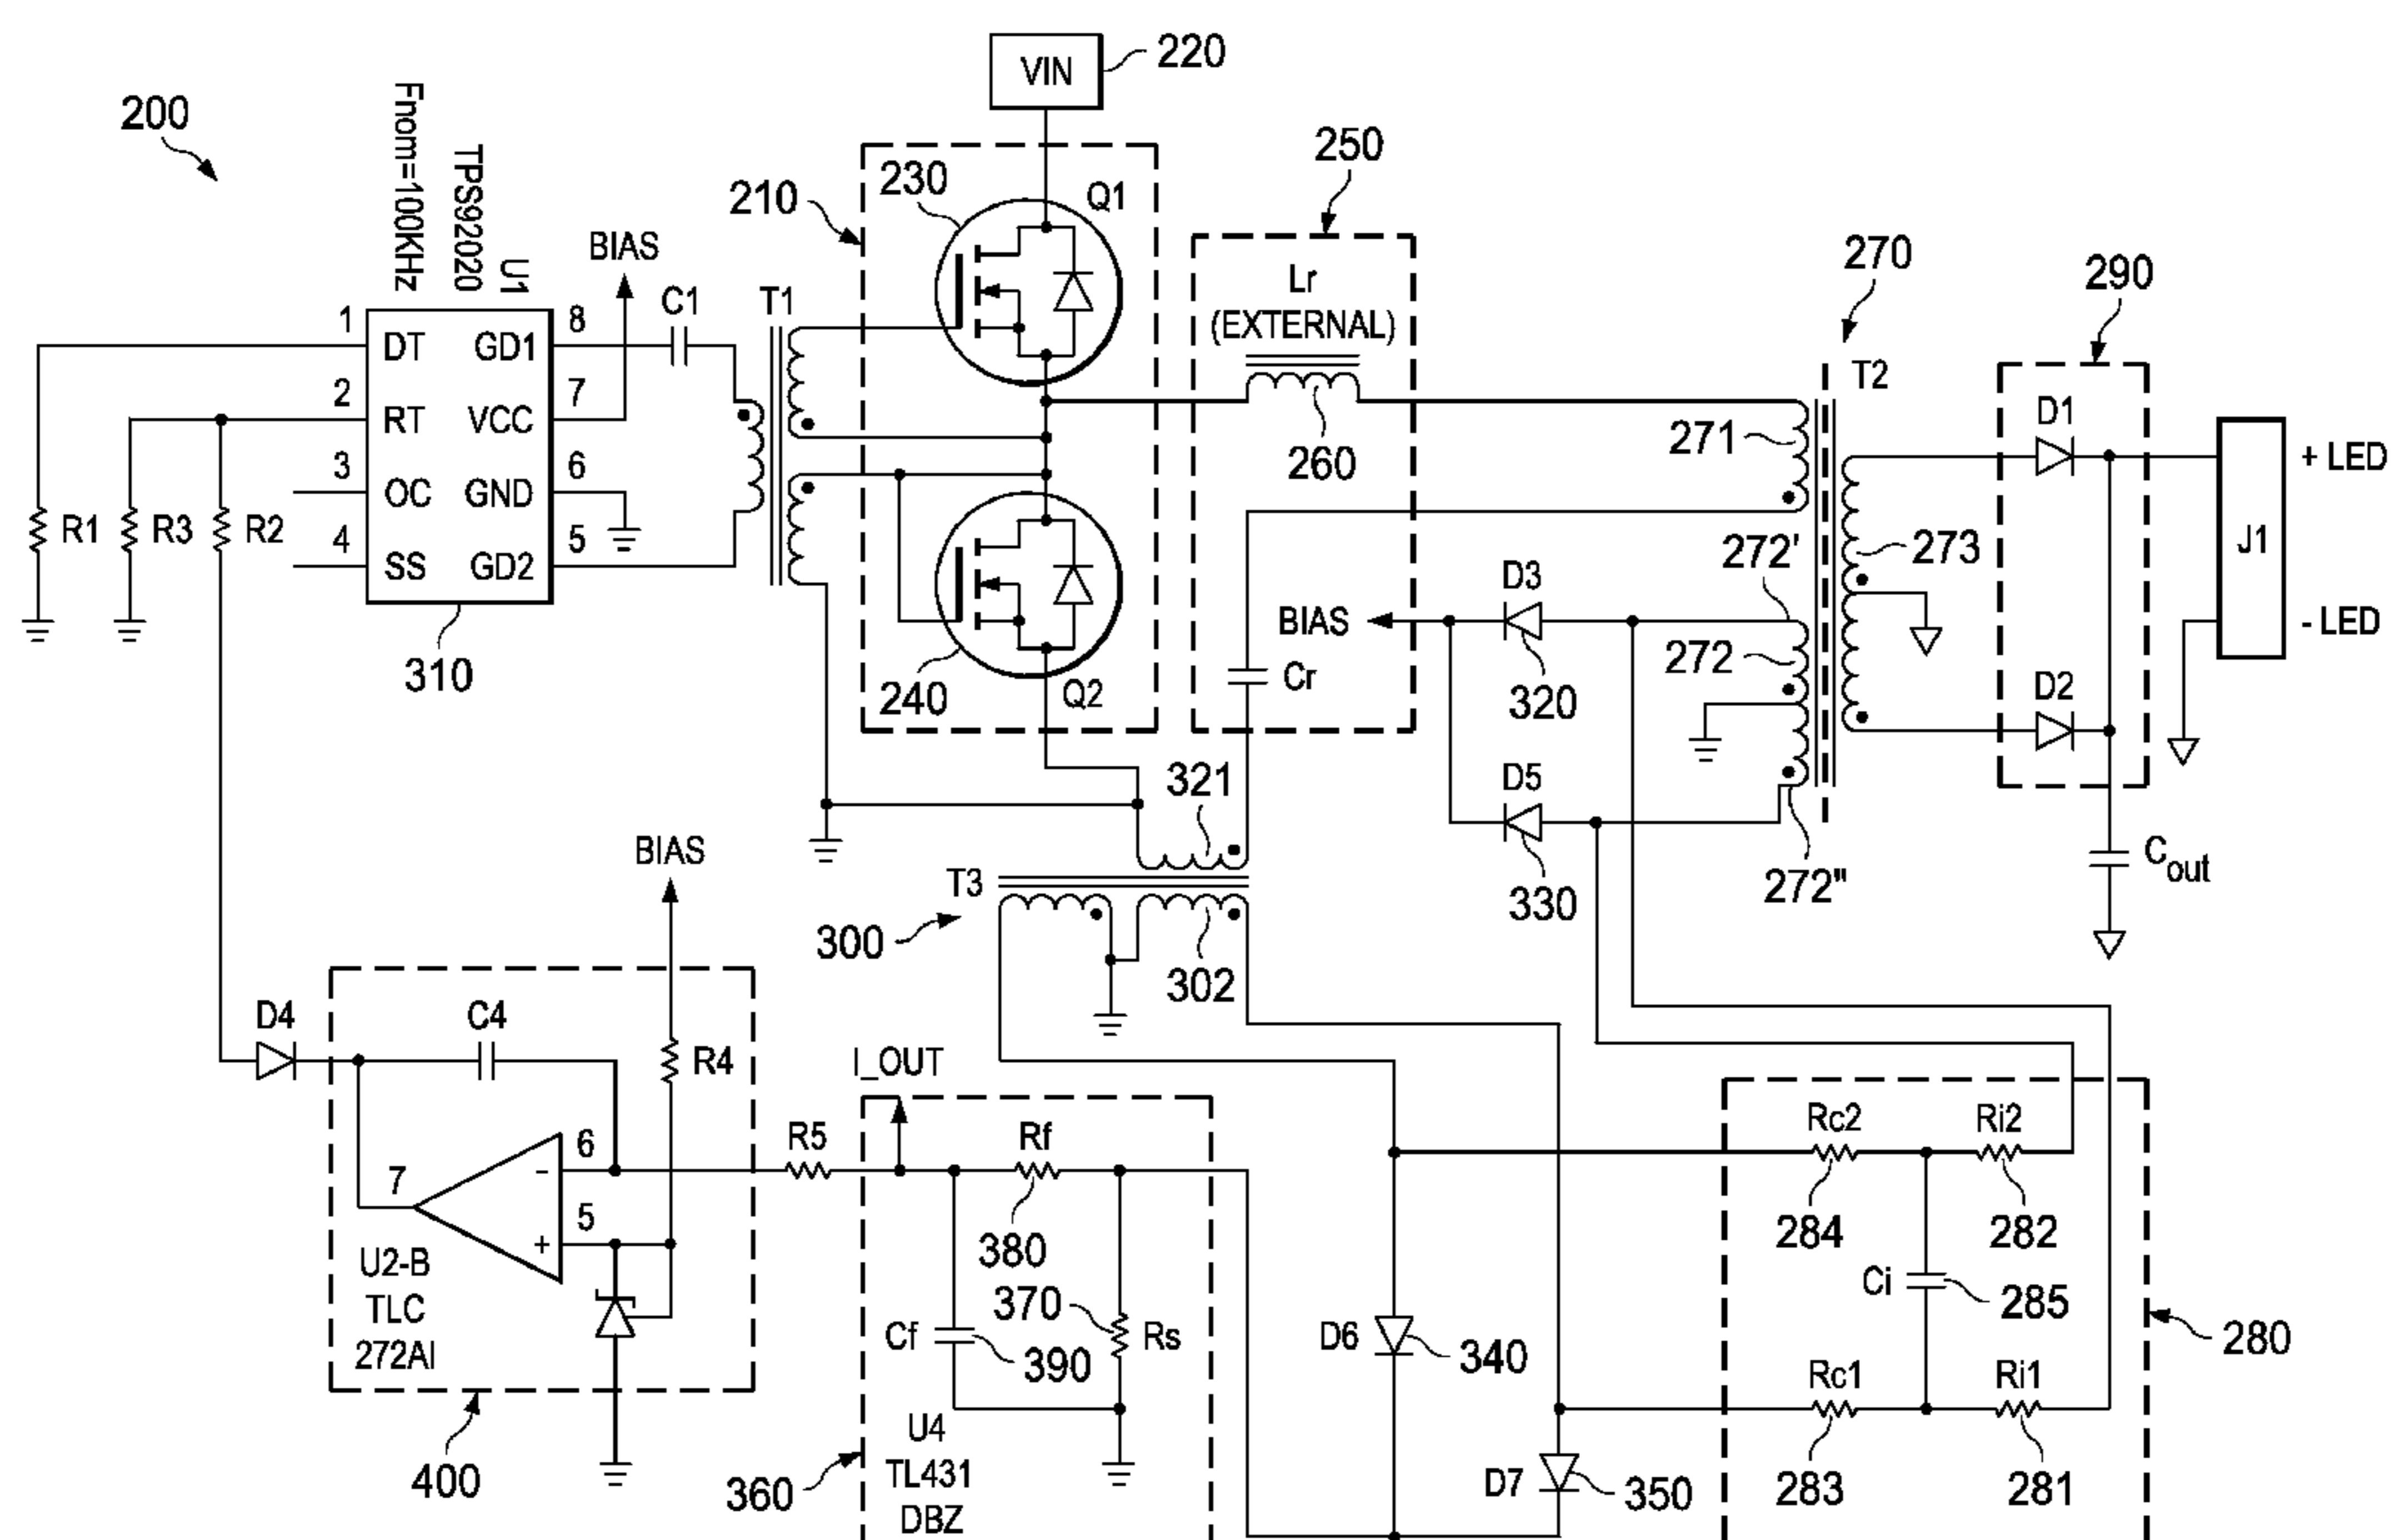 200
Fnom=100KHz
TPS92020
U1
1
2
3
4
DT
RT
OC
SS
GD1
VCC
GND
GD2
8
7
6
5
310
R1
R3
R2
BIAS
C1
T1
VIN
220
210
230
Q1
240
Q2
250
Lr
(EXTERNAL)
260
Cr
BIAS
D3
320
D5
330
270
T2
271
272'
272
272"
273
290
D1
D2
J1
+ LED
- LED
Cout
321
T3
300
302
BIAS
D4
C4
R4
6
7
5
-
+
U2-B
TLC
272AI
400
R5
I_OUT
Rf
380
370
Rs
Cf
390
U4
TL431
DBZ
360
D6
340
D7
350
Rc2
Ri2
284
282
Ci
285
280
Rc1
Ri1
283
281